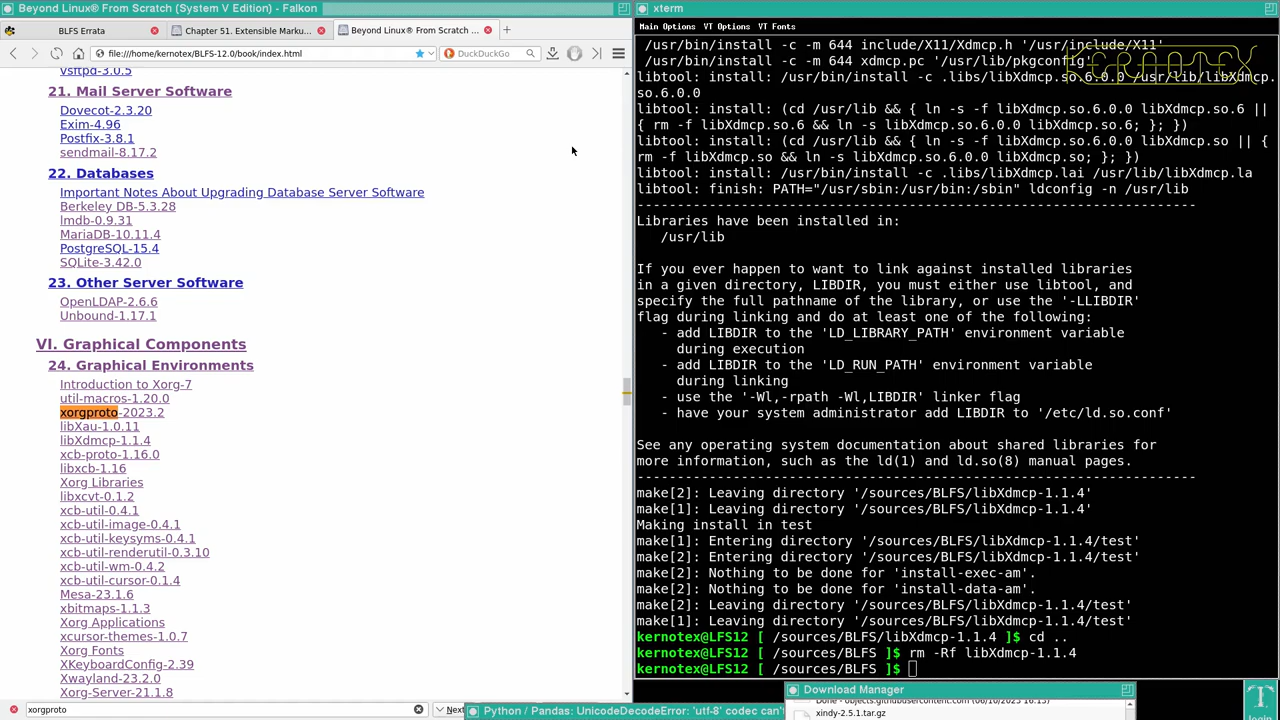 Beyond Linux® From Scratch (System V Edition) - Falkon
BLFS Errata
Chapter 51. Extensible Marku...
Beyond Linux® From Scratch
file:///home/kernotex/BLFS-12.0/book/index.html
DuckDuckGo
vsftpd-3.0.5
21. Mail Server Software
Dovecot-2.3.20
Exim-4.96
Postfix-3.8.1
sendmail-8.17.2
22. Databases
Important Notes About Upgrading Database Server Software
Berkeley DB-5.3.28
lmdb-0.9.31
MariaDB-10.11.4
PostgreSQL-15.4
SQLite-3.42.0
23. Other Server Software
OpenLDAP-2.6.6
Unbound-1.17.1
VI. Graphical Components
24. Graphical Environments
Introduction to Xorg-7
util-macros-1.20.0
xorgproto-2023.2
libXau-1.0.11
libXdmcp-1.1.4
xcb-proto-1.16.0
libxcb-1.16
Xorg Libraries
libxcvt-0.1.2
xcb-util-0.4.1
xcb-util-image-0.4.1
xcb-util-keysyms-0.4.1
xcb-util-renderutil-0.3.10
xcb-util-wm-0.4.2
xcb-util-cursor-0.1.4
Mesa-23.1.6
xbitmaps-1.1.3
Xorg Applications
xcursor-themes-1.0.7
Xorg Fonts
XKeyboardConfig-2.39
Xwayland-23.2.0
Xorg-Server-21.1.8
xorgproto
Next
xterm
Main Options VT Options VT Fonts
/usr/bin/install -c -m 644 include/X11/Xdmcp.h '/usr/include/X11'
/usr/bin/install -c -m 644 xdmcp.pc '/usr/lib/pkgconfig'
KERNOTEX
libtool: install: /usr/bin/install -c .libs/libXdmcp.so.6.0.0 /usr/lib/libXdmcp.
so.6.0.0
libtool: install: (cd /usr/lib && { ln -s -f libXdmcp.so.6.0.0 libXdmcp.so.6 ||
{ rm -f libXdmcp.so.6 && ln -s libXdmcp.so.6.0.0 libXdmcp.so.6; }; })
libtool: install: (cd /usr/lib && { ln -s -f libXdmcp.so.6.0.0 libXdmcp.so || {
rm -f libXdmcp.so && ln -s libXdmcp.so.6.0.0 libXdmcp.so; }; })
libtool: install: /usr/bin/install -c .libs/libXdmcp.lai /usr/lib/libXdmcp.la
libtool: finish: PATH="/usr/sbin:/usr/bin:/sbin" ldconfig -n /usr/lib
----------------------------------------------------------------------
Libraries have been installed in:
/usr/lib
If you ever happen to want to link against installed libraries
in a given directory, LIBDIR, you must either use libtool, and
specify the full pathname of the library, or use the '-LLIBDIR'
flag during linking and do at least one of the following:
- add LIBDIR to the 'LD_LIBRARY_PATH' environment variable
during execution
- add LIBDIR to the 'LD_RUN_PATH' environment variable
during linking
- use the '-Wl,-rpath -Wl,LIBDIR' linker flag
- have your system administrator add LIBDIR to '/etc/ld.so.conf'
See any operating system documentation about shared libraries for
more information, such as the ld(1) and ld.so(8) manual pages.
----------------------------------------------------------------------
make[2]: Leaving directory '/sources/BLFS/libXdmcp-1.1.4'
make[1]: Leaving directory '/sources/BLFS/libXdmcp-1.1.4'
Making install in test
make[1]: Entering directory '/sources/BLFS/libXdmcp-1.1.4/test'
make[2]: Entering directory '/sources/BLFS/libXdmcp-1.1.4/test'
make[2]: Nothing to be done for 'install-exec-am'.
make[2]: Nothing to be done for 'install-data-am'.
make[2]: Leaving directory '/sources/BLFS/libXdmcp-1.1.4/test'
make[1]: Leaving directory '/sources/BLFS/libXdmcp-1.1.4/test'
kernotex@LFS12 [ /sources/BLFS/libXdmcp-1.1.4 ]$ cd ..
kernotex@LFS12 [ /sources/BLFS ]$ rm -Rf libXdmcp-1.1.4
kernotex@LFS12 [ /sources/BLFS ]$
Python / Pandas: UnicodeDecodeError: 'utf-8' codec can't
Download Manager
xindy-2.5.1.tar.gz